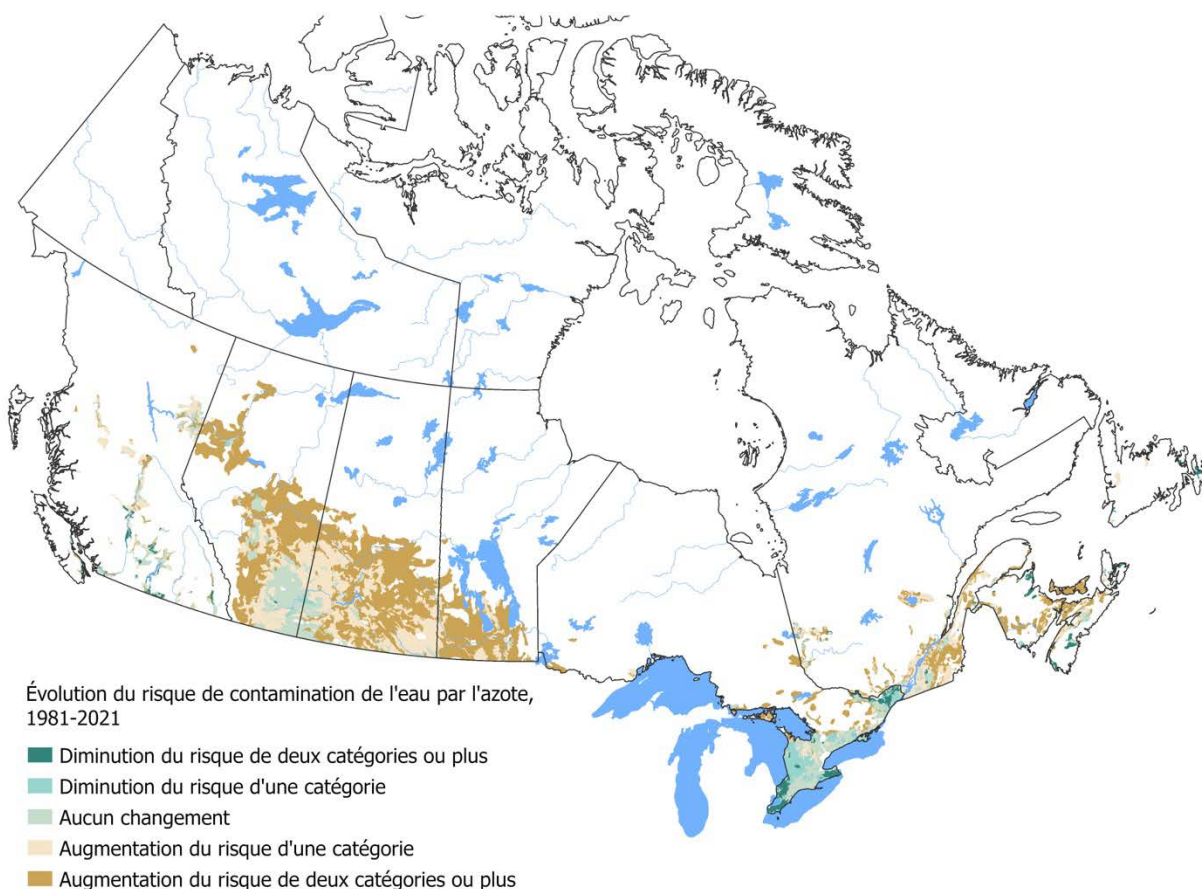 Évolution du risque de contamination de l'eau par l'azote,
1981-2021
Diminution du risque de deux catégories ou plus
Diminution du risque d'une catégorie
Aucun changement
Augmentation du risque d'une catégorie
Augmentation du risque de deux catégories ou plus